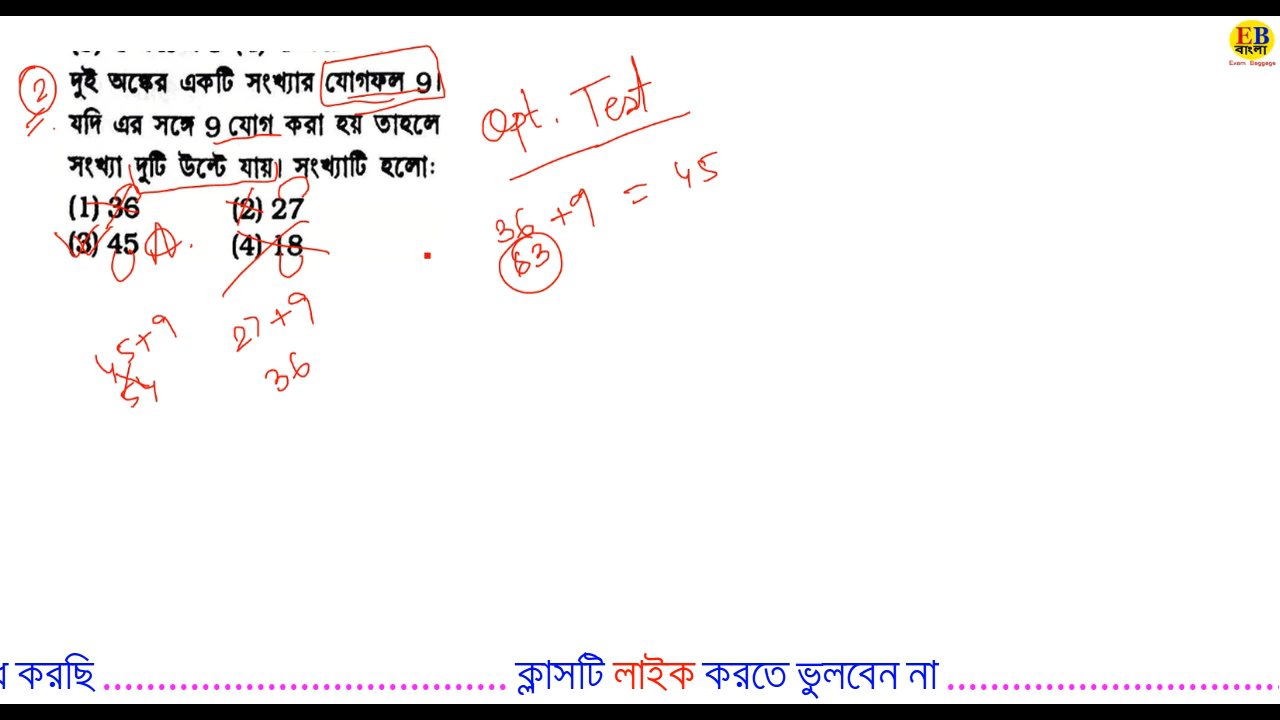 EB
বাংলা
Exam Baggage
2
দুই অঙ্কের একটি সংখ্যার যোগফল 9।
যদি এর সঙ্গে 9 যোগ করা হয় তাহলে
সংখ্যা দুটি উল্টে যায়। সংখ্যাটি হলো:
(1) 36 (2) 27
(3) 45 (4) 18
Opt. Test
36 + 9 = 45
63
45+9
54
27+9
36
করছি .................................. ক্লাসটি লাইক করতে ভুলবেন না ..............................